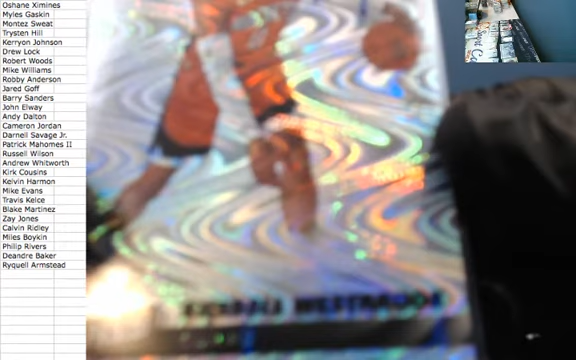 Oshane Ximines
Myles Gaskin
Montez Sweat
Trysten Hill
Kerryon Johnson
Drew Lock
Robert Woods
Mike Williams
Robby Anderson
Jared Goff
Barry Sanders
John Elway
Andy Dalton
Cameron Jordan
Darnell Savage Jr.
Patrick Mahomes II
Russell Wilson
Andrew Whitworth
Kirk Cousins
Kelvin Harmon
Mike Evans
Travis Kelce
Blake Martinez
Zay Jones
Calvin Ridley
Miles Boykin
Philip Rivers
Deandre Baker
Ryquell Armstead
WESTBROOK